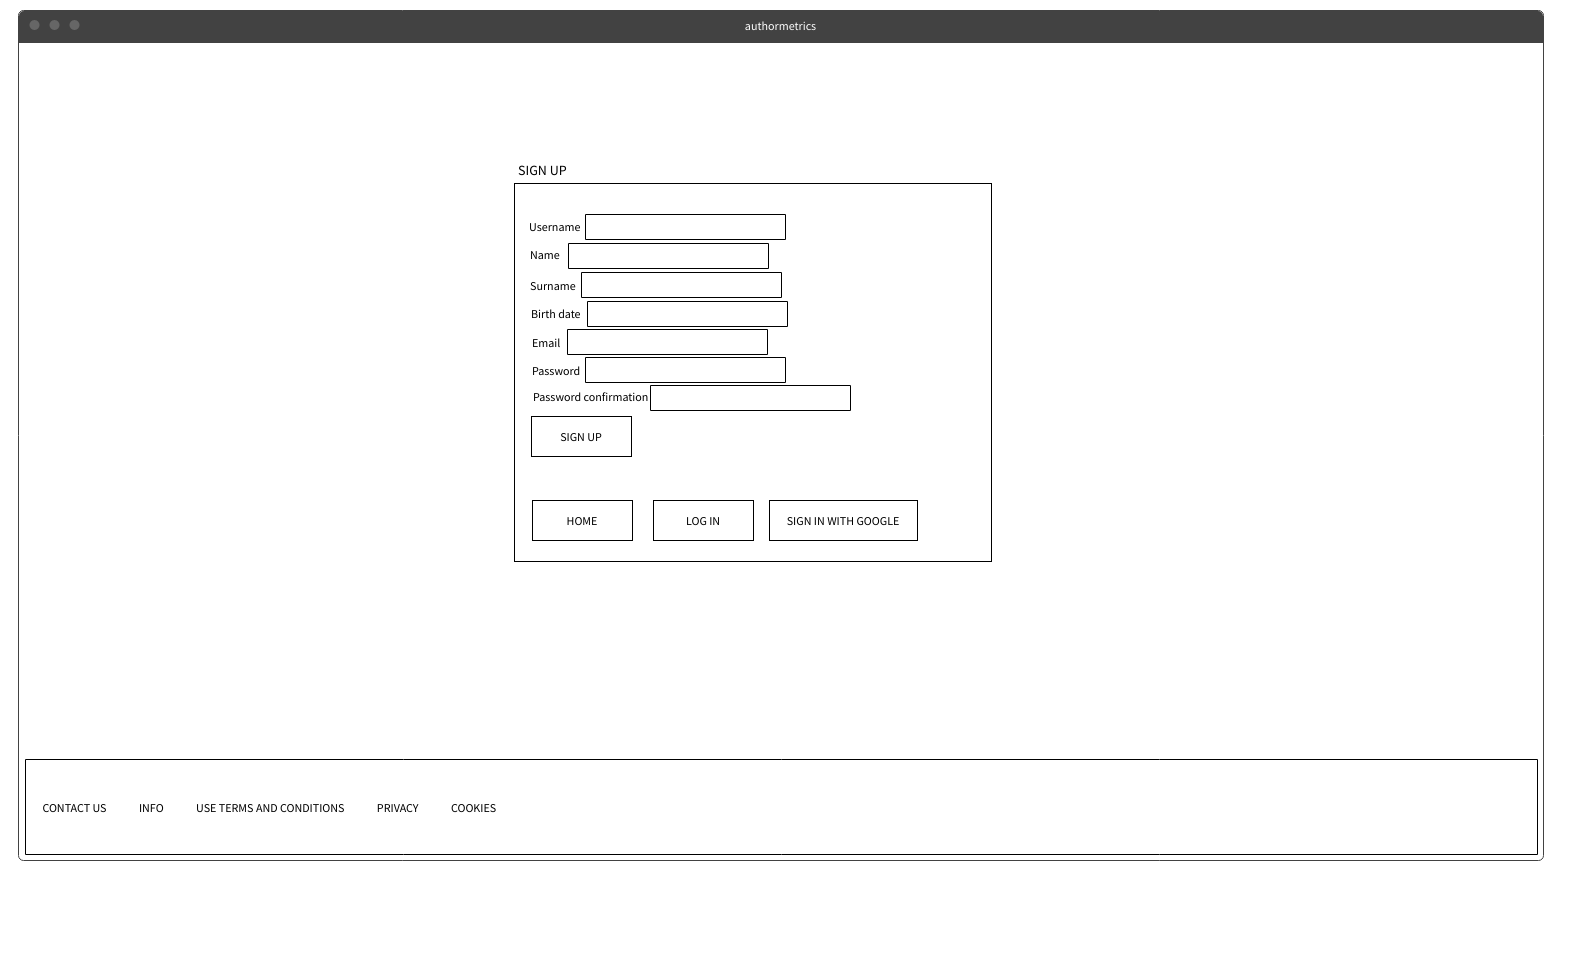 authormetrics
SIGN UP
Username
Name
Surname
Birth date
Email
Password
Password confirmation
SIGN UP
HOME LOG IN SIGN IN WITH GOOGLE
CONTACT US INFO USE TERMS AND CONDITIONS PRIVACY COOKIES